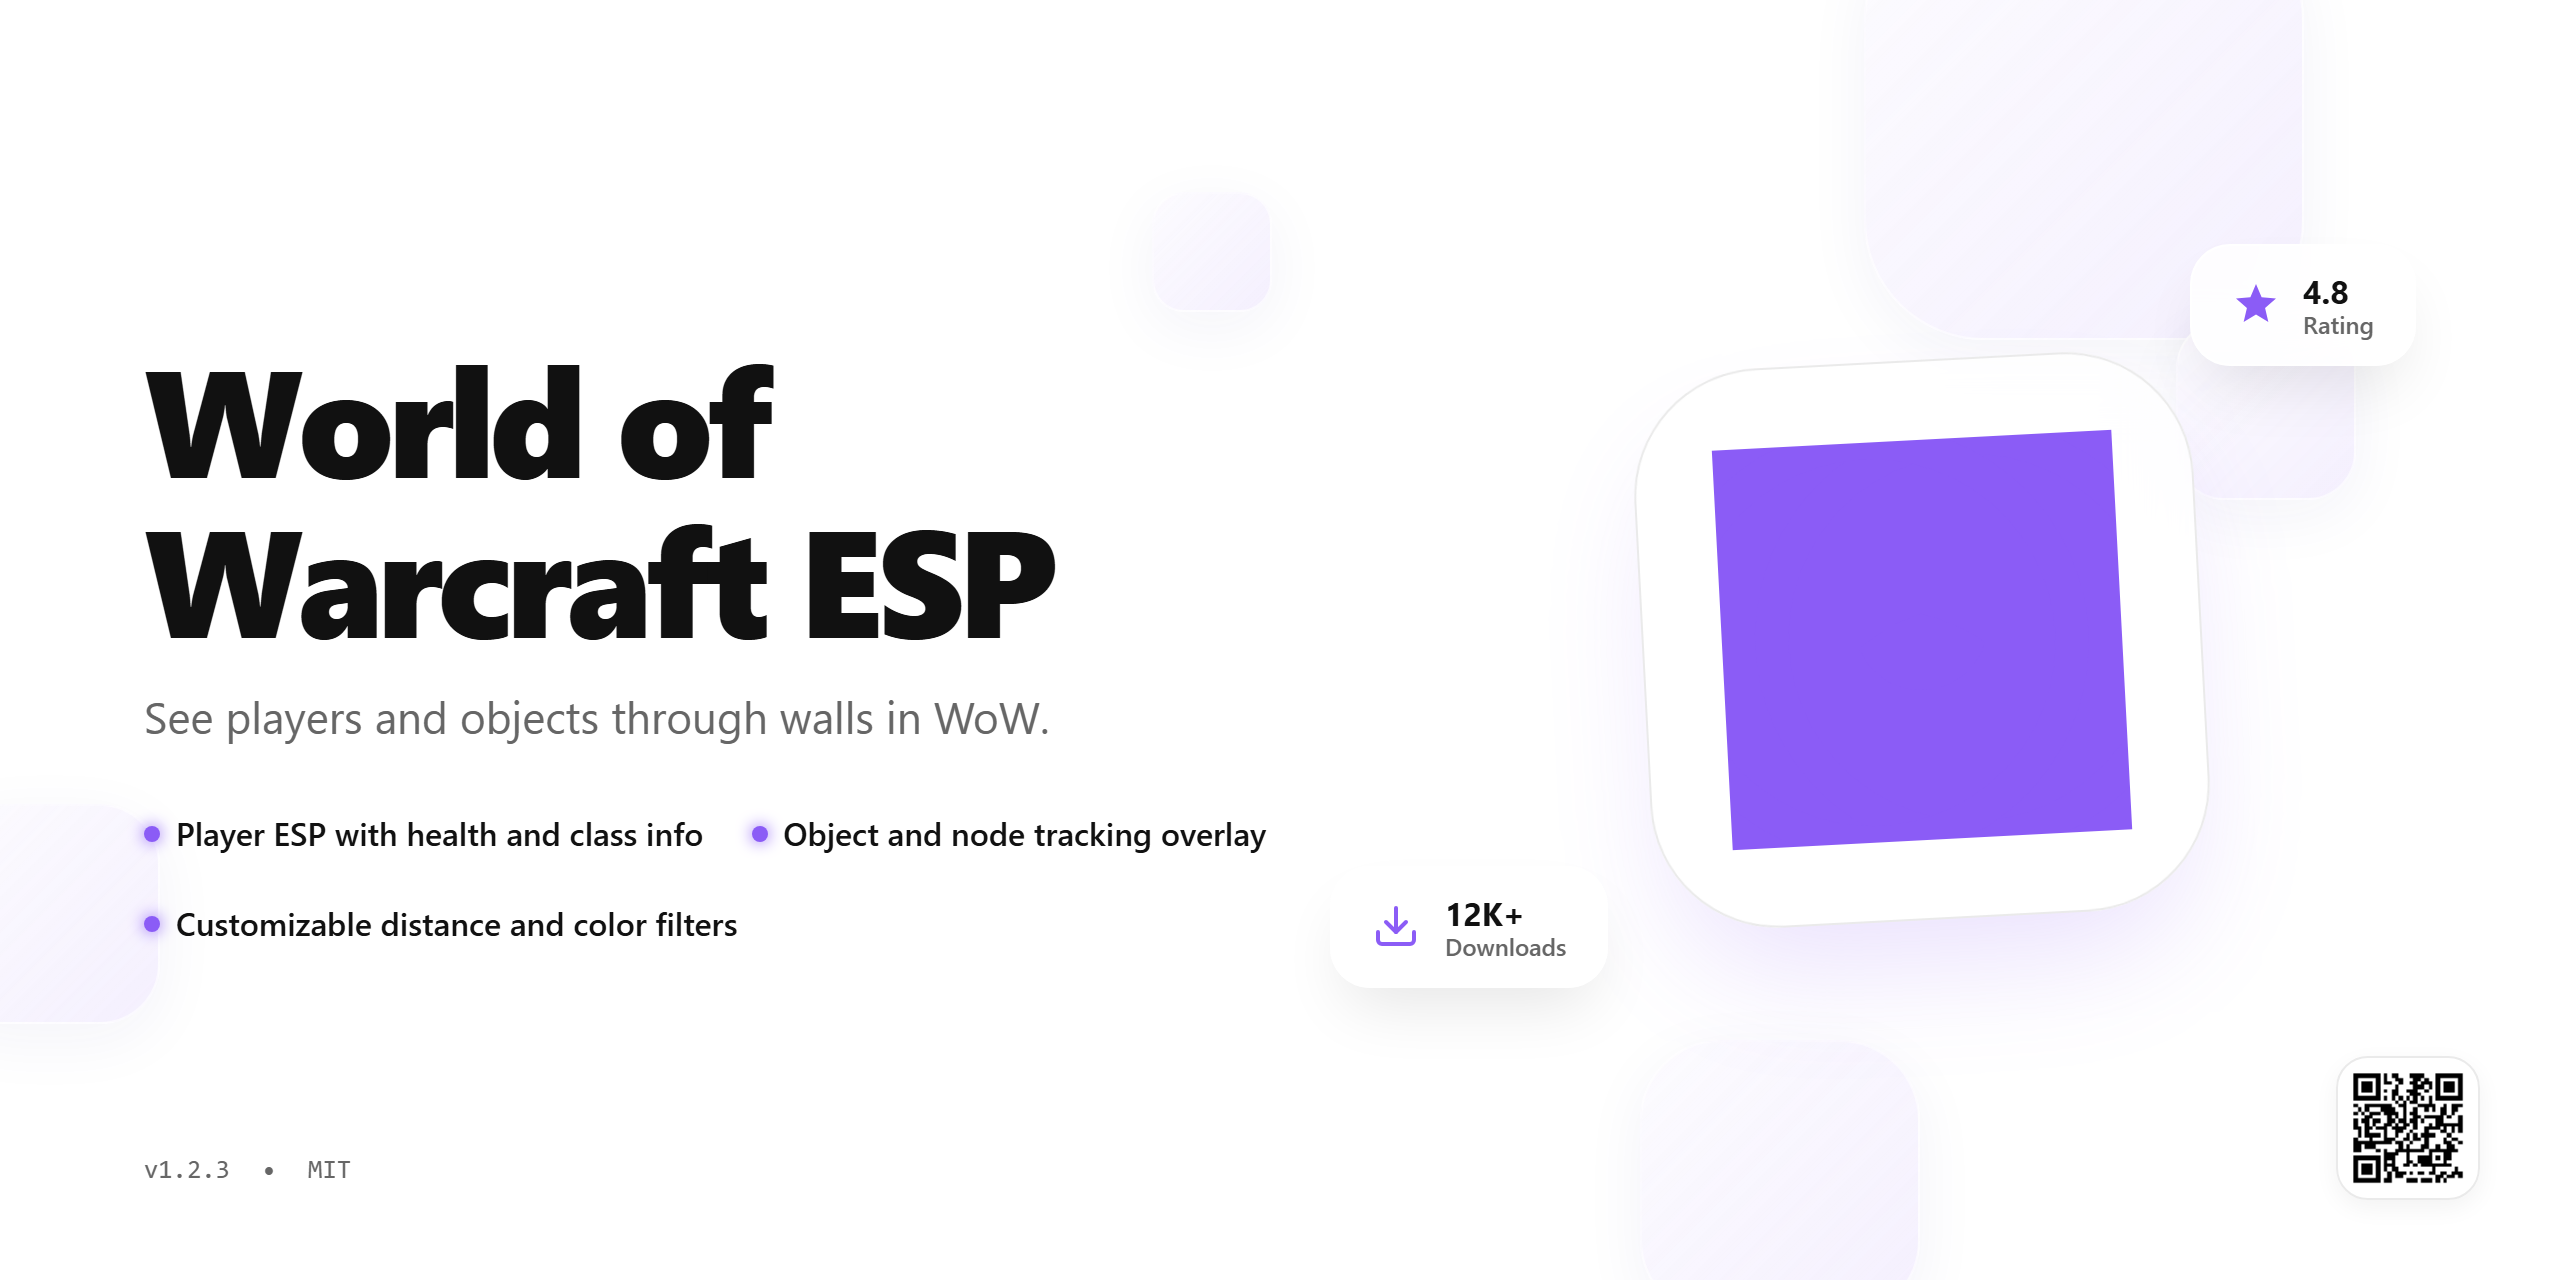 World of
Warcraft ESP
See players and objects through walls in WoW.
Player ESP with health and class info
Object and node tracking overlay
Customizable distance and color filters
4.8
Rating
12K+
Downloads
v1.2.3 • MIT